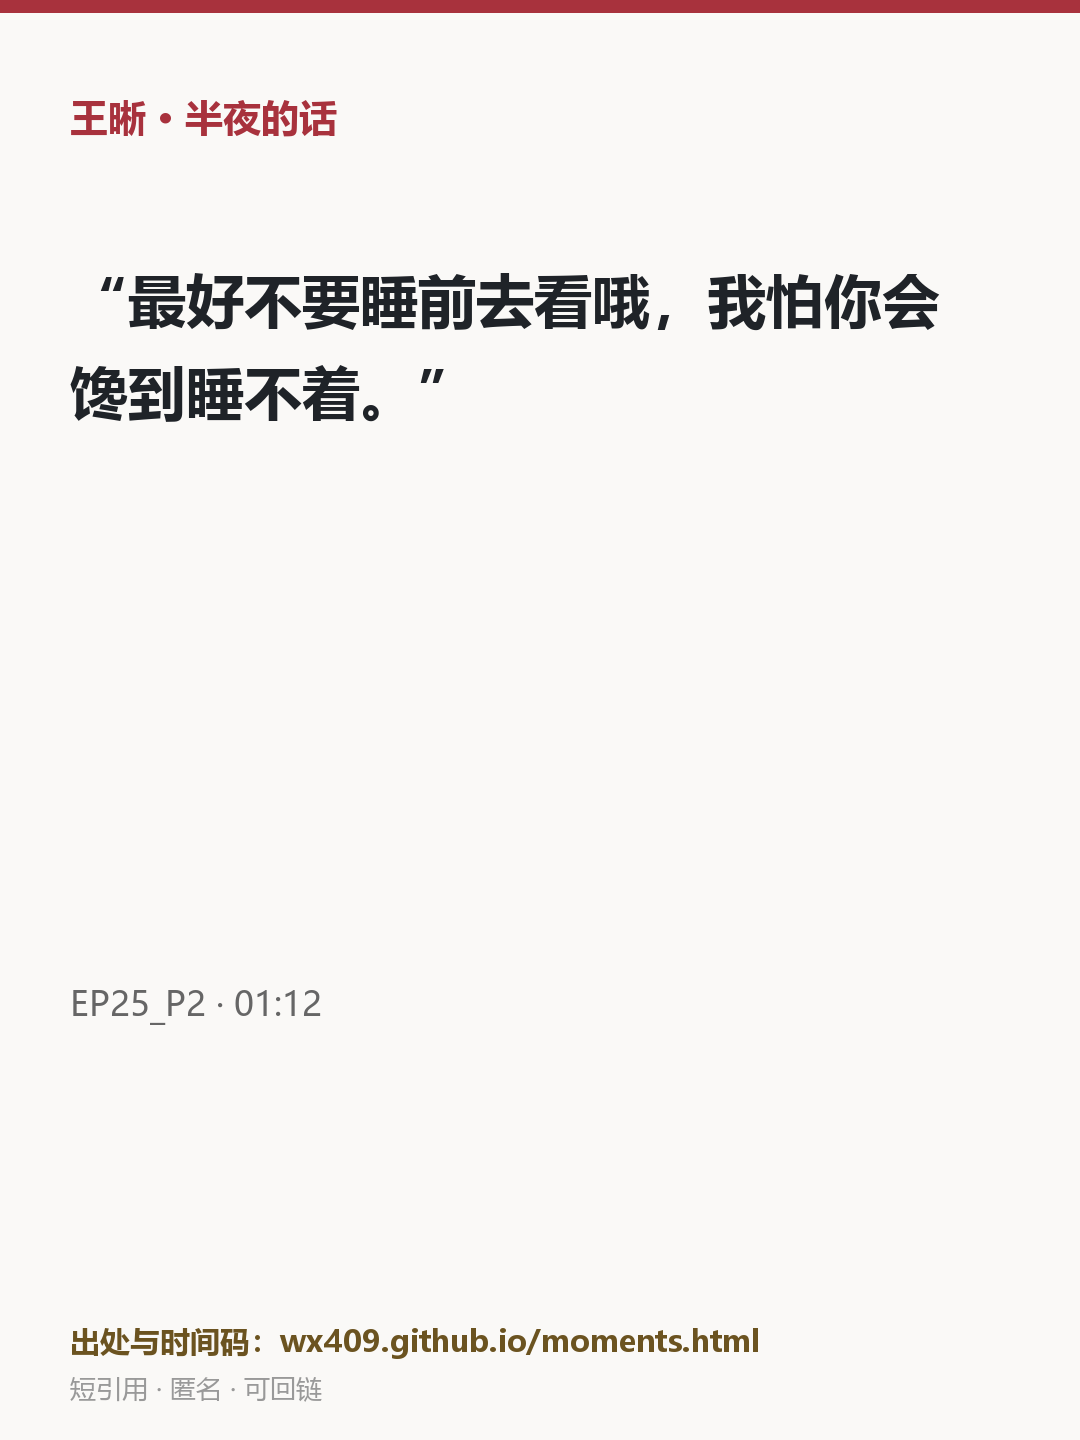 王晰 • 半夜的话
“最好不要睡前去看哦，我怕你会
馋到睡不着。”
EP25_P2 · 01:12
出处与时间码：wx409.github.io/moments.html
短引用 · 匿名 · 可回链